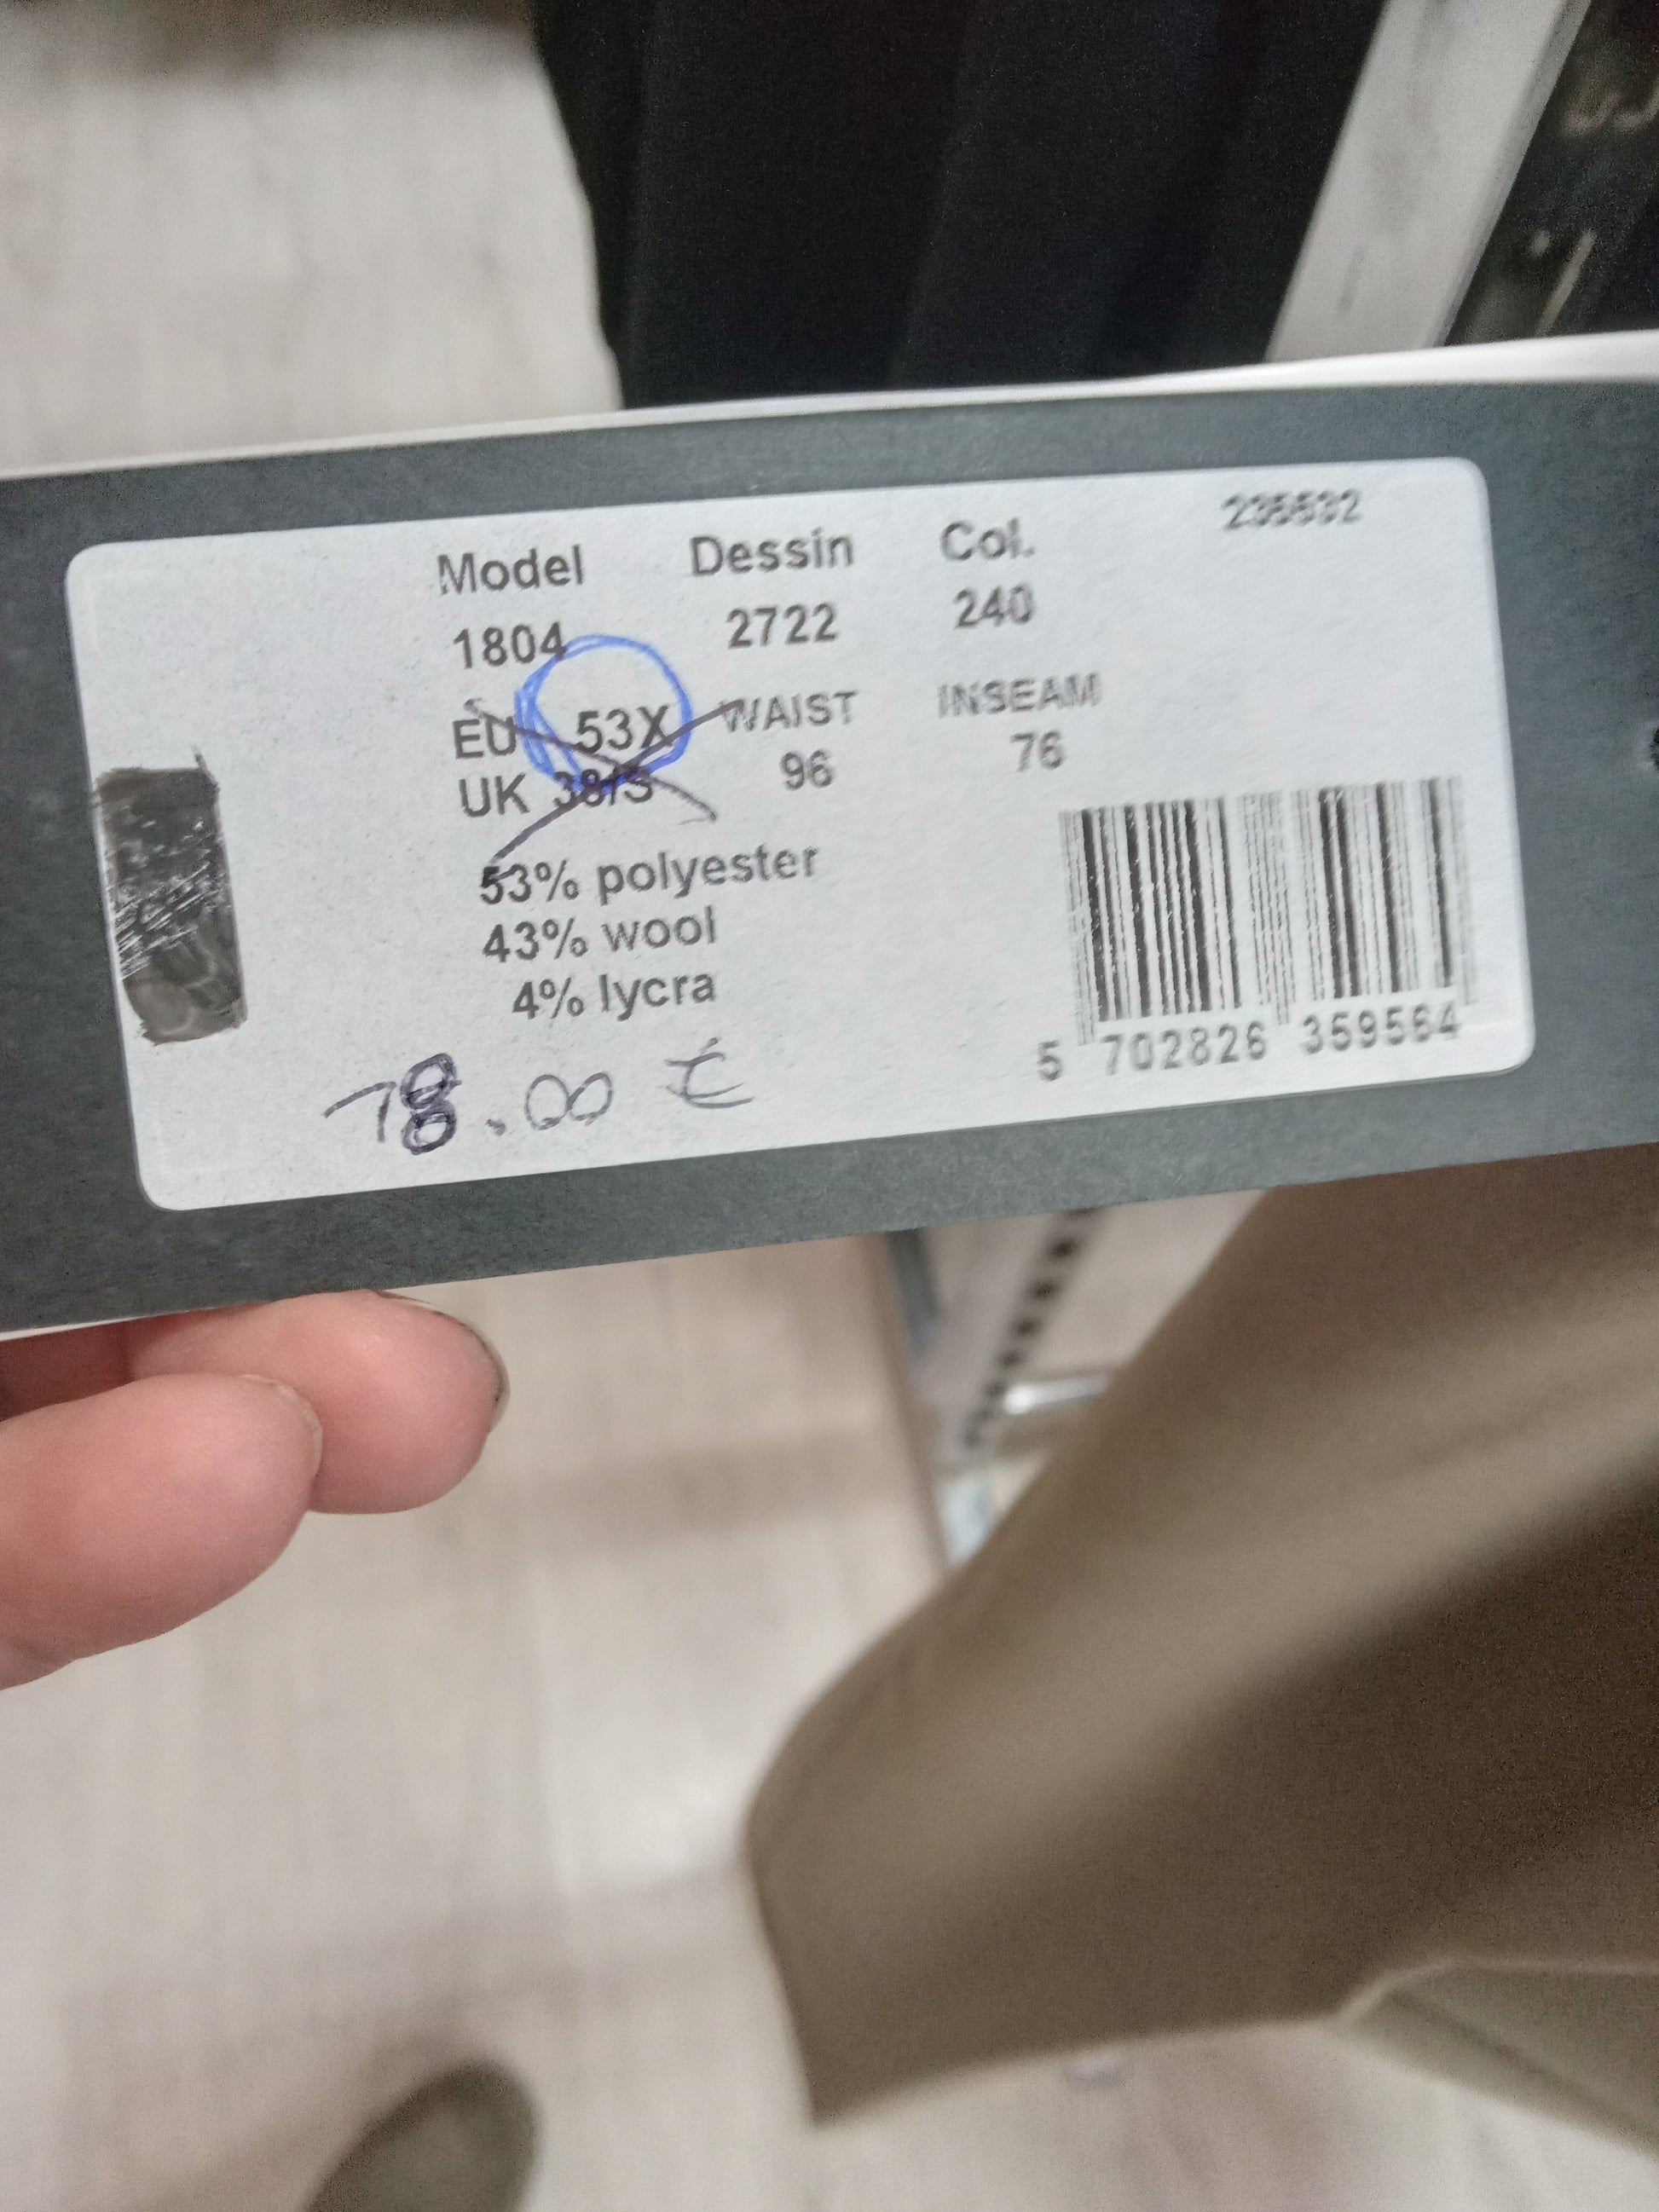 Model Dessin Col. 235532
1804 2722 240
EU 53X WAIST INSEAM
UK 38/S 96 76
53% polyester
43% wool
4% lycra
78.00 €
5 702826 359564